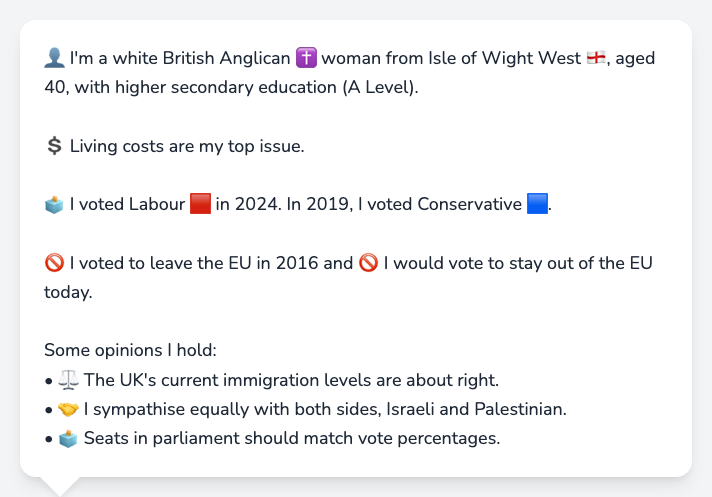 👤 I'm a white British Anglican ✝️ woman from Isle of Wight West 🏴󠁧󠁢󠁥󠁮󠁧󠁿, aged
40, with higher secondary education (A Level).
💲 Living costs are my top issue.
🗳️ I voted Labour 🟥 in 2024. In 2019, I voted Conservative 🟦.
🚫 I voted to leave the EU in 2016 and 🚫 I would vote to stay out of the EU
today.
Some opinions I hold:
• ⚖️ The UK's current immigration levels are about right.
• 🤝 I sympathise equally with both sides, Israeli and Palestinian.
• 🗳️ Seats in parliament should match vote percentages.